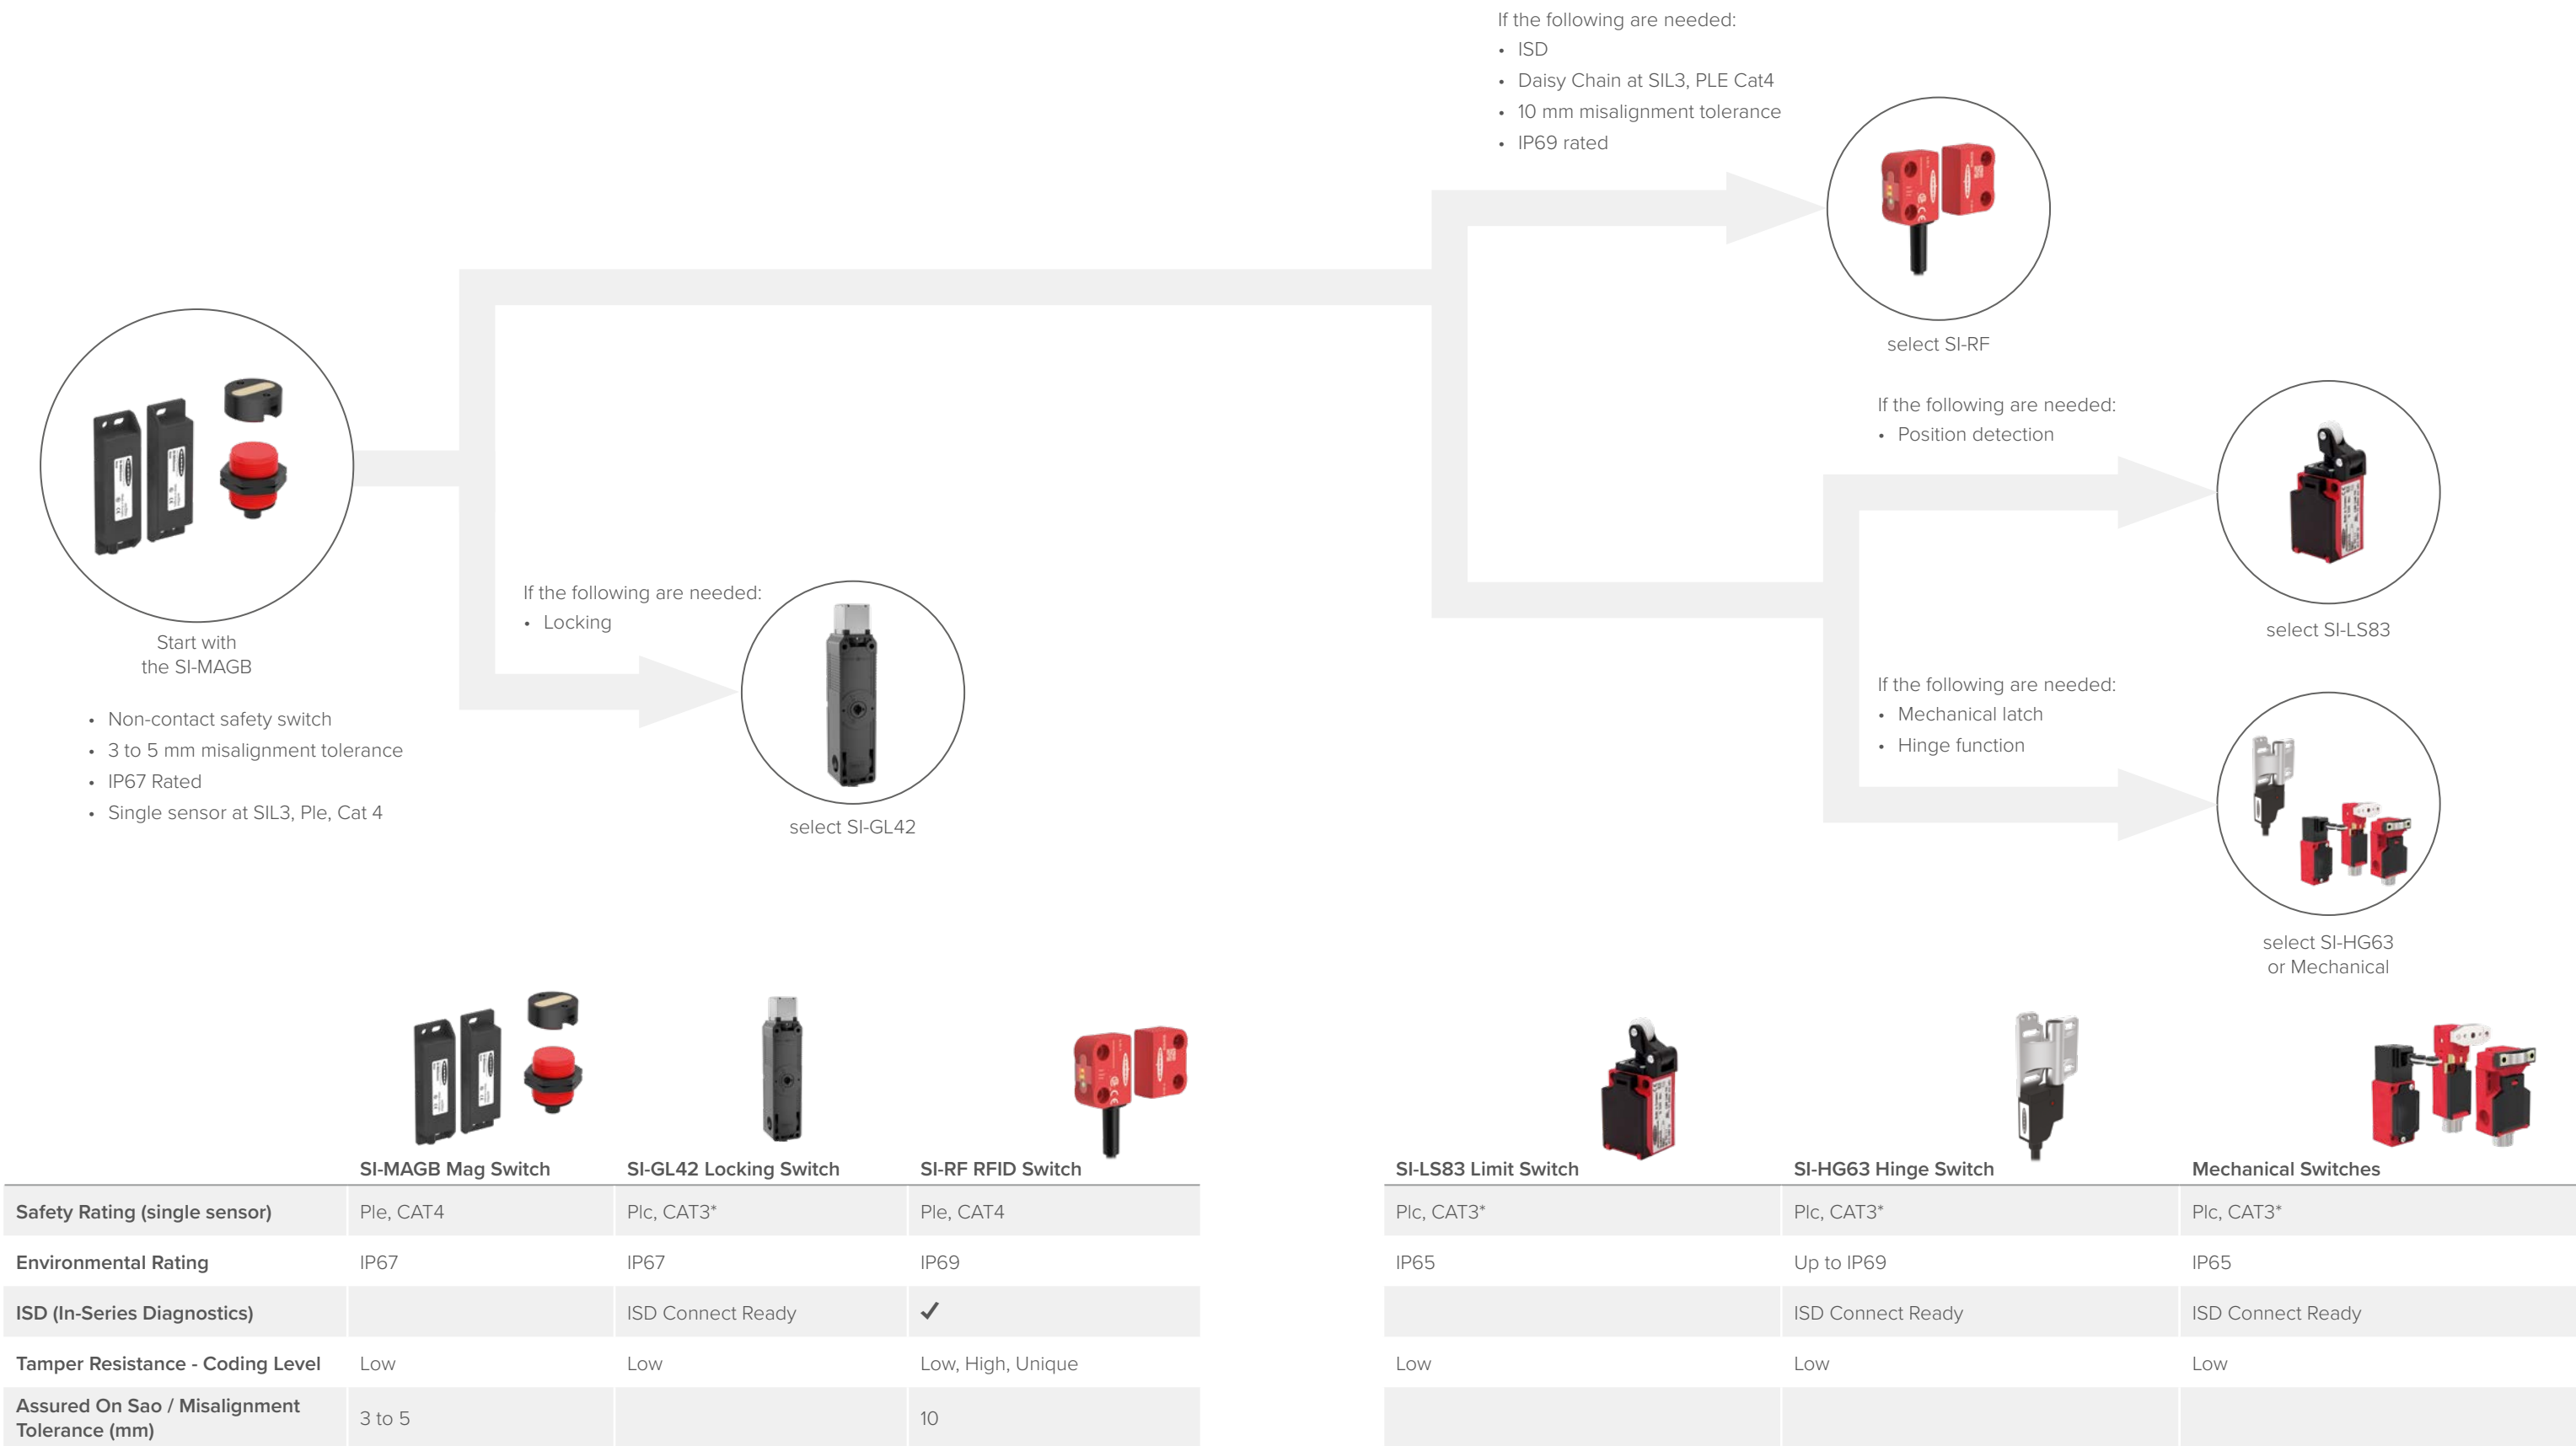 If the following are needed:
• ISD
• Daisy Chain at SIL3, PLE Cat4
• 10 mm misalignment tolerance
• IP69 rated
select SI-RF
If the following are needed:
• Position detection
select SI-LS83
If the following are needed:
• Locking
select SI-GL42
Start with
the SI-MAGB
• Non-contact safety switch
• 3 to 5 mm misalignment tolerance
• IP67 Rated
• Single sensor at SIL3, Ple, Cat 4
If the following are needed:
• Mechanical latch
• Hinge function
select SI-HG63
or Mechanical
SI-MAGB Mag Switch SI-GL42 Locking Switch SI-RF RFID Switch SI-LS83 Limit Switch SI-HG63 Hinge Switch Mechanical Switches
Safety Rating (single sensor) Ple, CAT4 Plc, CAT3* Ple, CAT4 Plc, CAT3* Plc, CAT3* Plc, CAT3*
Environmental Rating IP67 IP67 IP69 IP65 Up to IP69 IP65
ISD (In-Series Diagnostics) ISD Connect Ready ✓ ISD Connect Ready ISD Connect Ready
Tamper Resistance - Coding Level Low Low Low, High, Unique Low Low Low
Assured On Sao / Misalignment
Tolerance (mm) 3 to 5 10